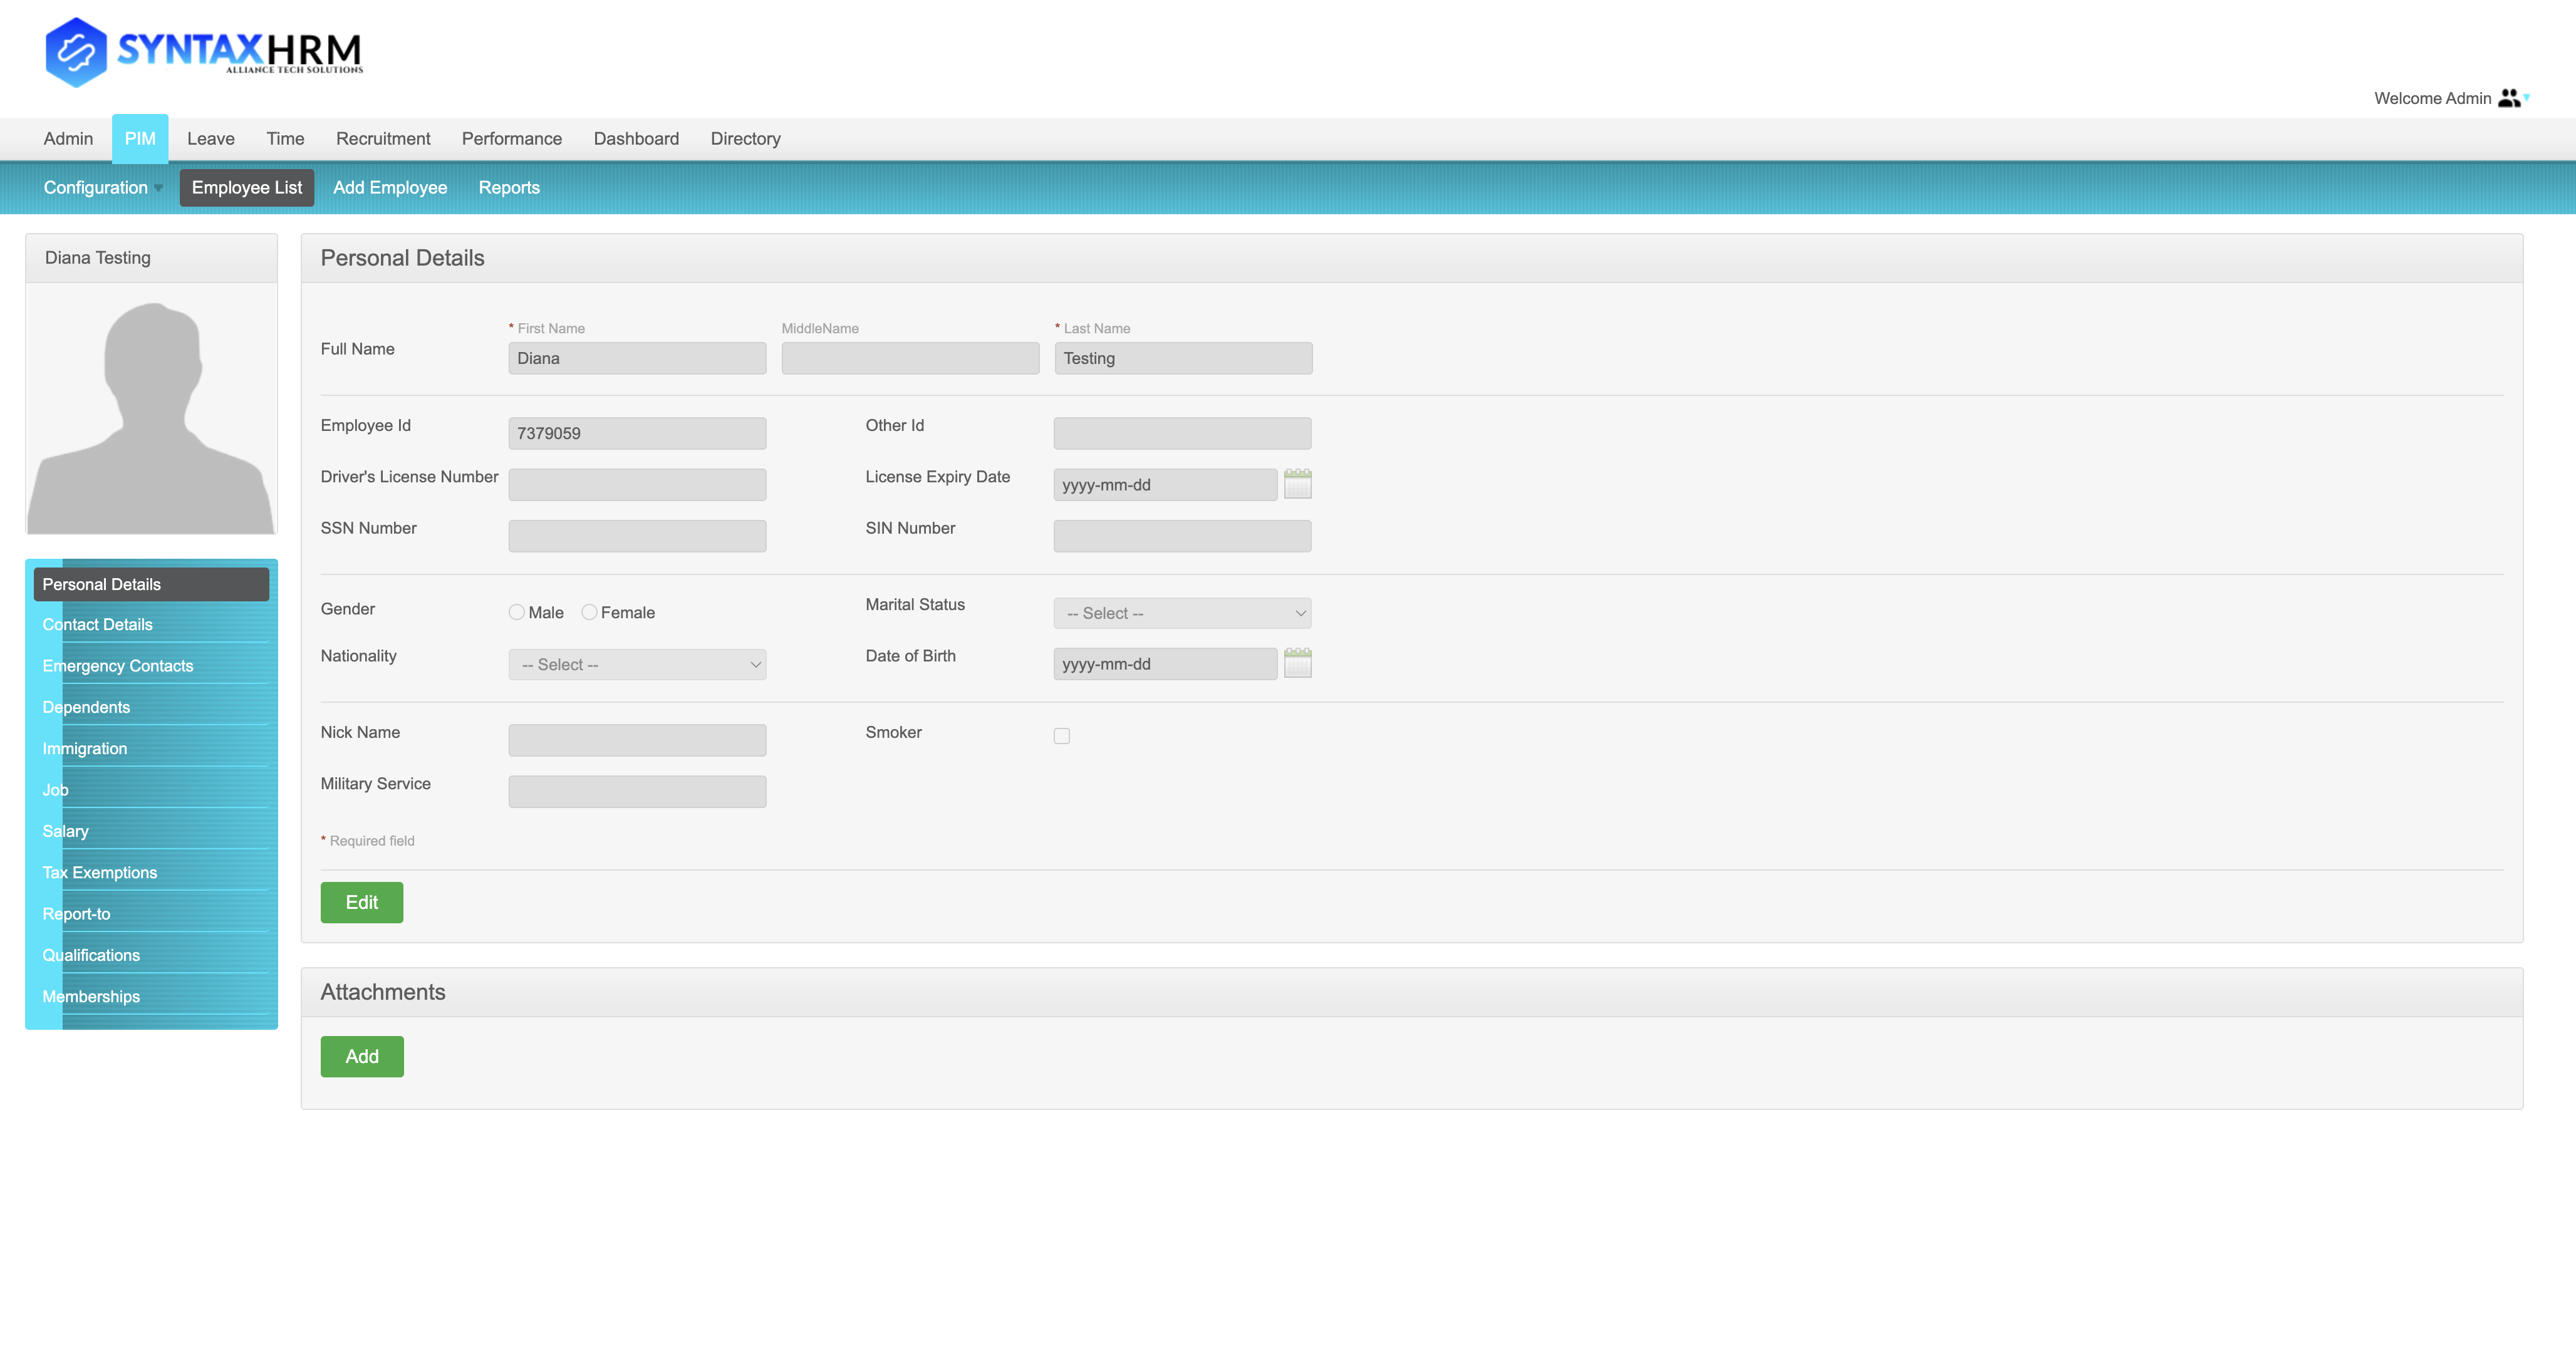 SYNTAXHRM
ALLIANCE TECH SOLUTIONS
Welcome Admin
Admin PIM Leave Time Recruitment Performance Dashboard Directory
Configuration Employee List Add Employee Reports
Diana Testing
Personal Details
Contact Details
Emergency Contacts
Dependents
Immigration
Job
Salary
Tax Exemptions
Report-to
Qualifications
Memberships
Personal Details
* First Name MiddleName * Last Name
Full Name Diana Testing
Employee Id 7379059 Other Id
Driver's License Number License Expiry Date yyyy-mm-dd
SSN Number SIN Number
Gender Male Female Marital Status -- Select --
Nationality -- Select -- Date of Birth yyyy-mm-dd
Nick Name Smoker
Military Service
* Required field
Edit
Attachments
Add